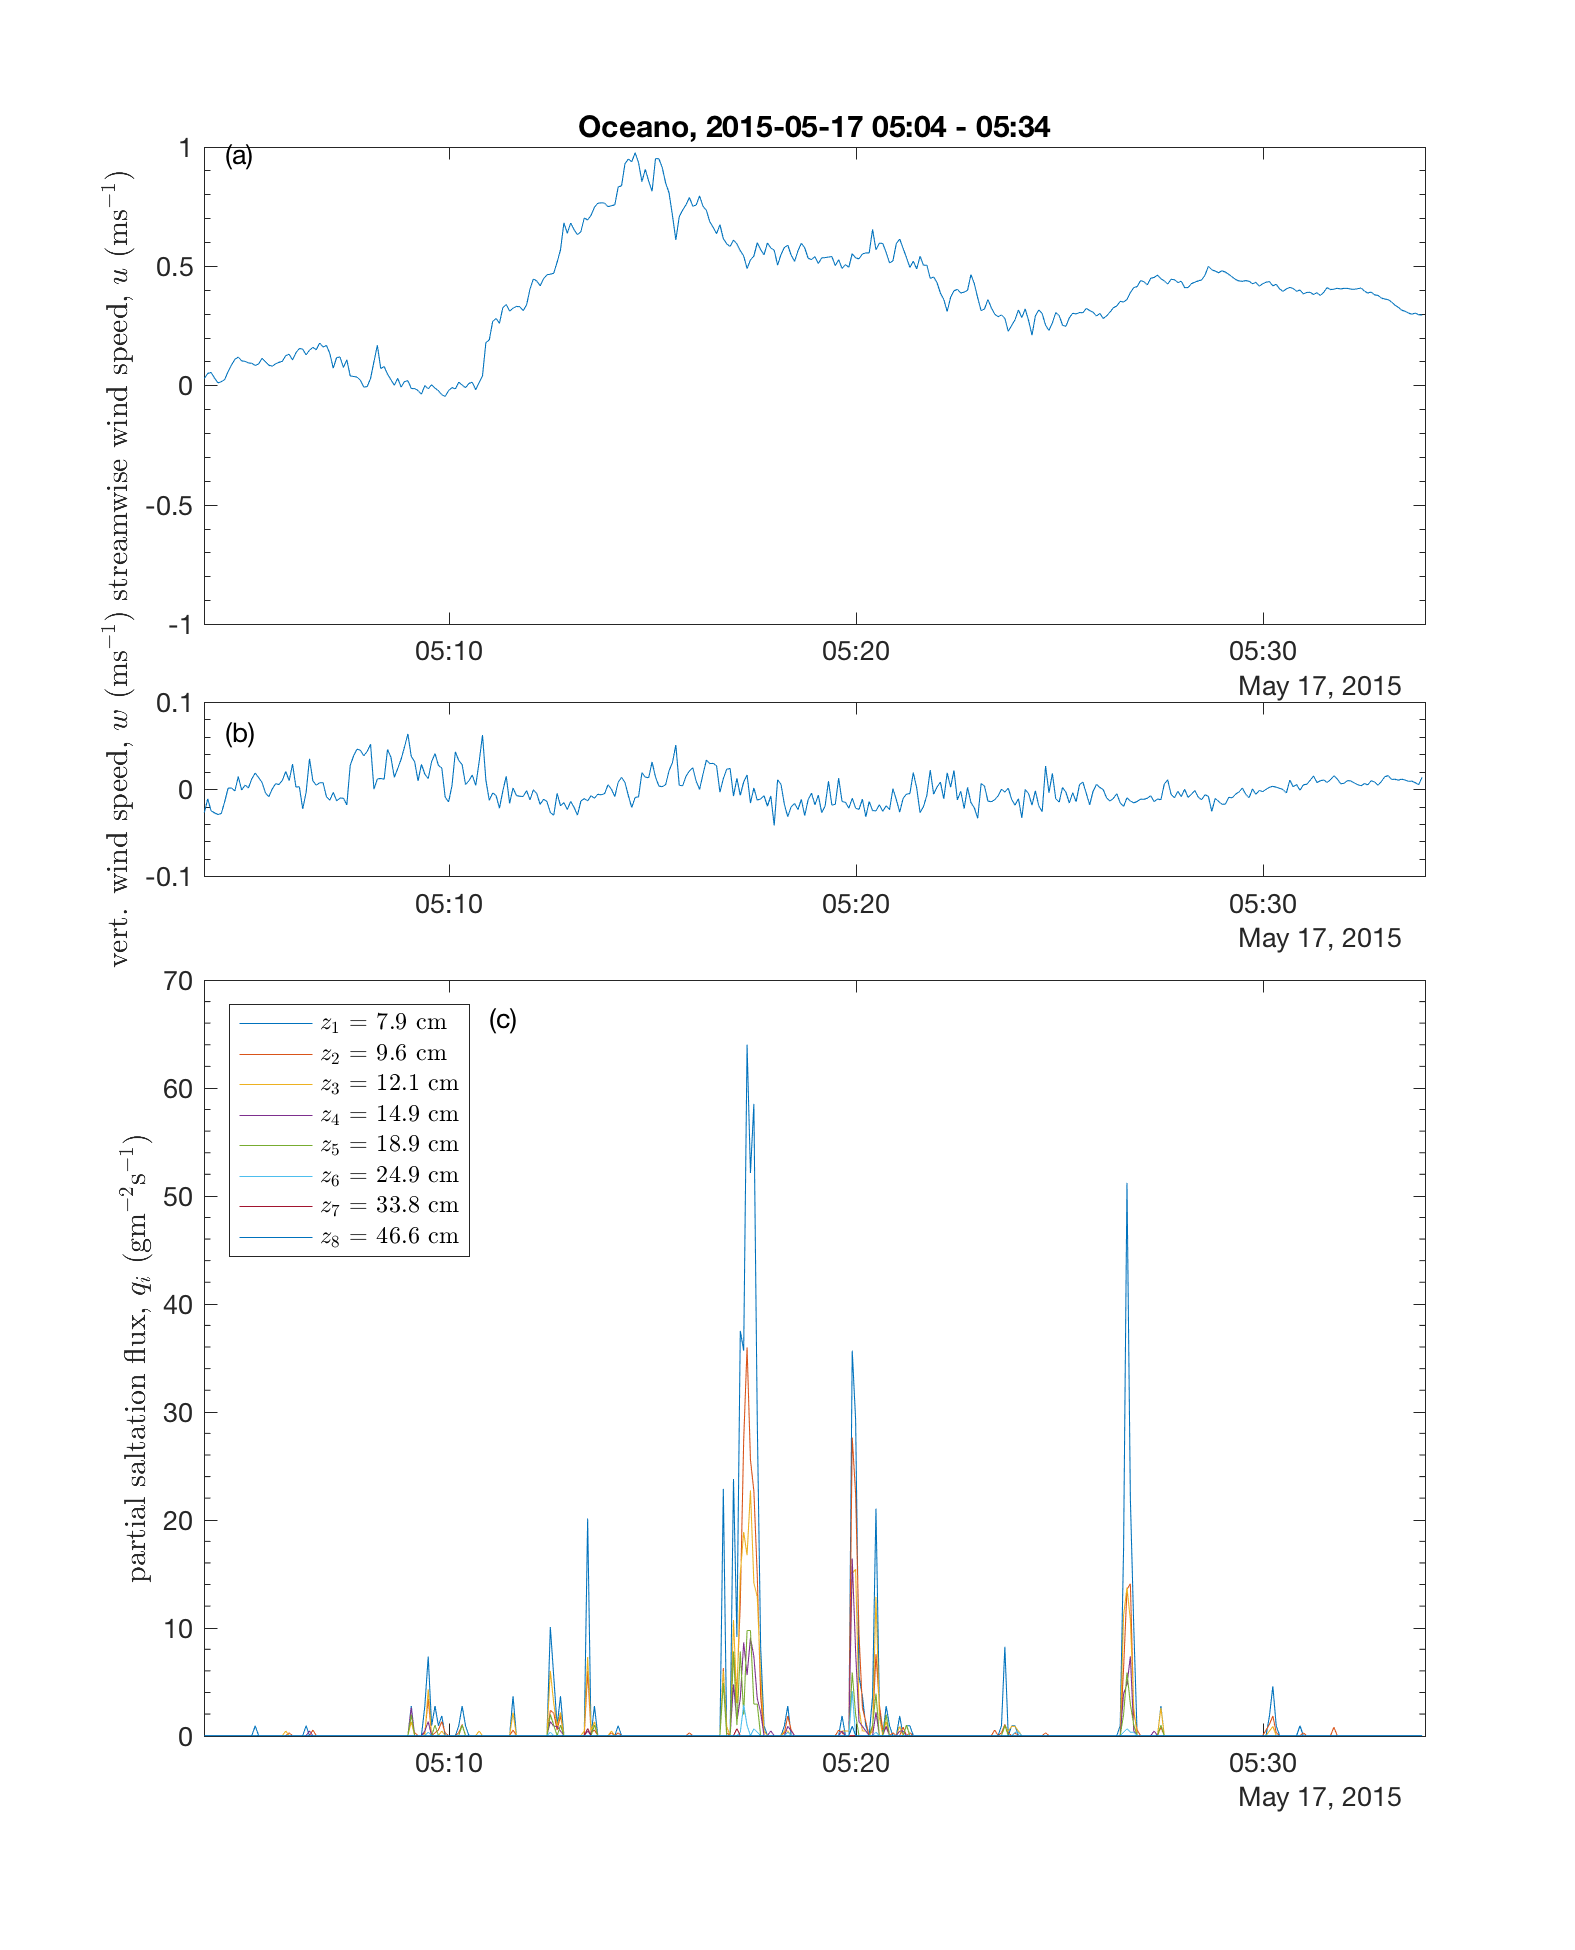 Oceano, 2015-05-17 05:04 - 05:34
(a)
1
0.5
0
-0.5
-1
streamwise wind speed, u (ms⁻¹)
05:10 05:20 05:30
May 17, 2015
(b)
0.1
0
-0.1
vert. wind speed, w (ms⁻¹)
05:10 05:20 05:30
May 17, 2015
(c)
70
60
50
40
30
20
10
0
partial saltation flux, qᵢ (gm⁻²s⁻¹)
z₁ = 7.9 cm
z₂ = 9.6 cm
z₃ = 12.1 cm
z₄ = 14.9 cm
z₅ = 18.9 cm
z₆ = 24.9 cm
z₇ = 33.8 cm
z₈ = 46.6 cm
05:10 05:20 05:30
May 17, 2015